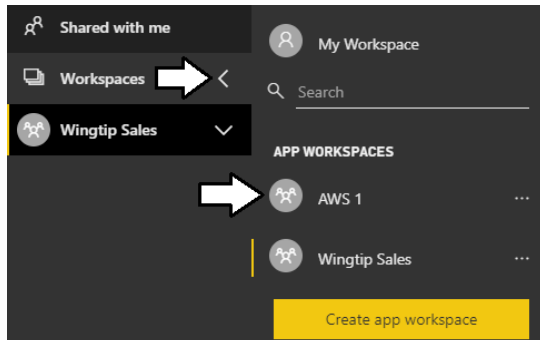 Shared with me
Workspaces
Wingtip Sales
My Workspace
Search
APP WORKSPACES
AWS 1
Wingtip Sales
Create app workspace